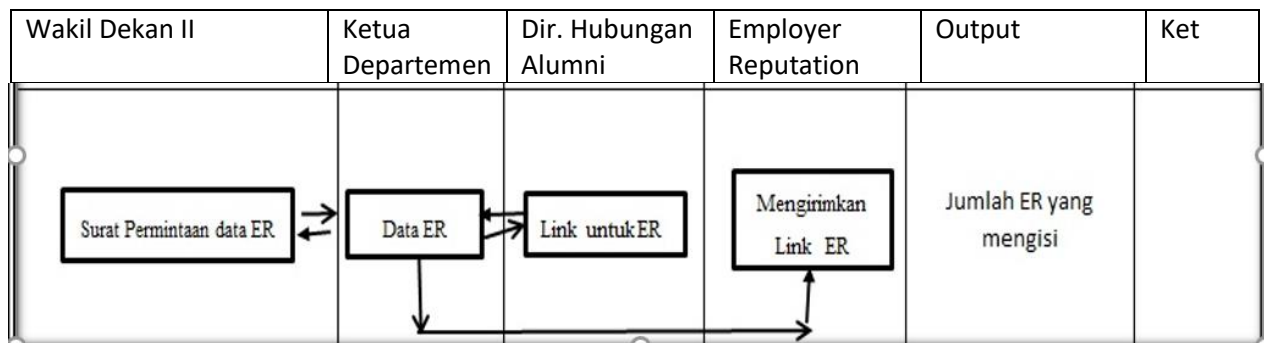 Wakil Dekan II
Ketua
Departemen
Dir. Hubungan
Alumni
Employer
Reputation
Output
Ket
Surat Permintaan data ER
Data ER
Link untuk ER
Mengirimkan
Link ER
Jumlah ER yang
mengisi